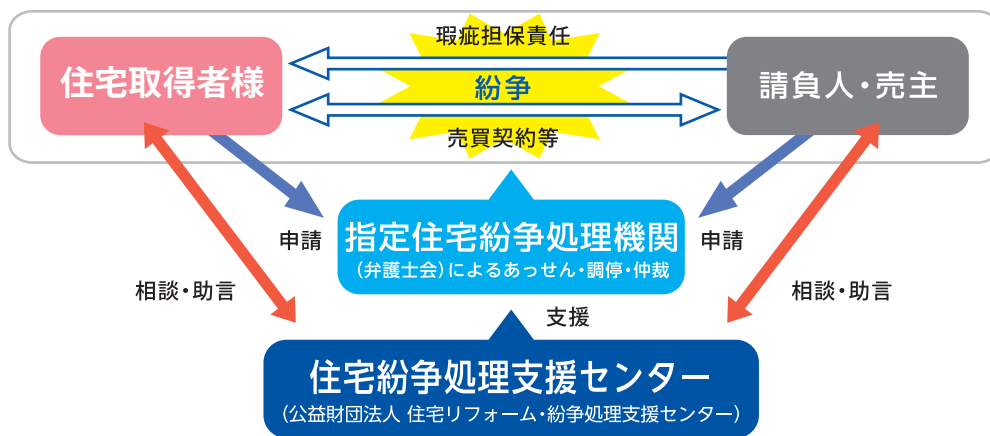 瑕疵担保責任
住宅取得者様
紛争
請負人・売主
売買契約等
指定住宅紛争処理機関
(弁護士会)によるあっせん・調停・仲裁
申請
申請
相談・助言
相談・助言
支援
住宅紛争処理支援センター
(公益財団法人 住宅リフォーム・紛争処理支援センター)